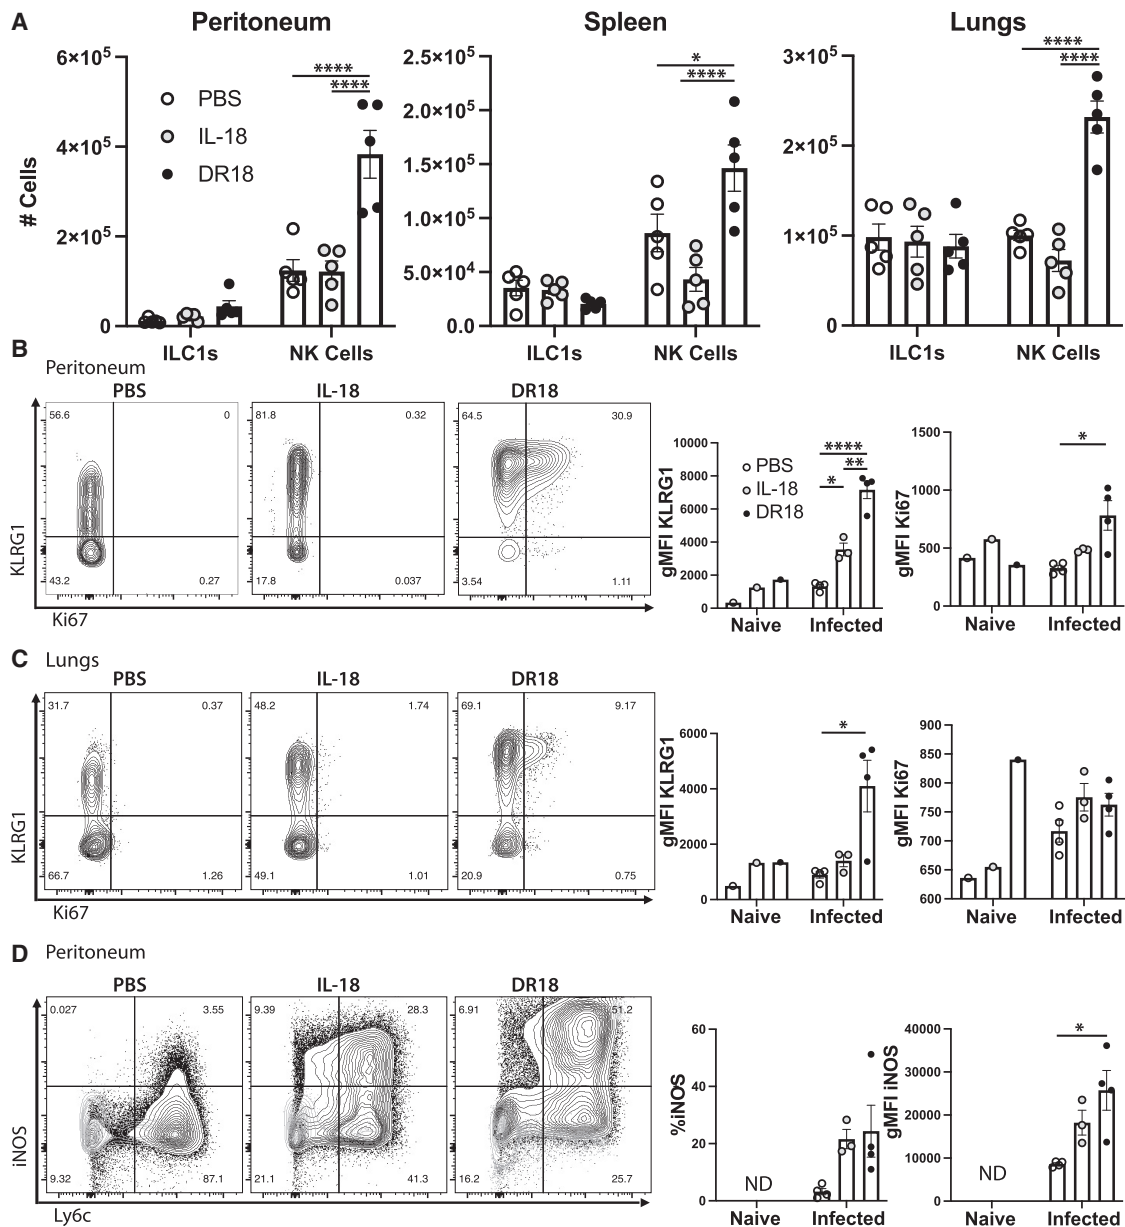 A
Peritoneum
Spleen
Lungs
# Cells
6×10⁵
4×10⁵
2×10⁵
0
PBS
IL-18
DR18
****
****
ILC1s
NK Cells
2.5×10⁵
2.0×10⁵
1.5×10⁵
1.0×10⁵
5.0×10⁴
0.0
*
****
ILC1s
NK Cells
3×10⁵
2×10⁵
1×10⁵
0
****
****
ILC1s
NK Cells
B
Peritoneum
PBS
IL-18
DR18
KLRG1
56.6
0
43.2
0.27
81.8
0.32
17.8
0.037
64.5
30.9
3.54
1.11
Ki67
gMFI KLRG1
10000
8000
6000
4000
2000
0
PBS
IL-18
DR18
****
**
*
Naive
Infected
gMFI Ki67
1500
1000
500
0
*
Naive
Infected
C
Lungs
PBS
IL-18
DR18
KLRG1
31.7
0.37
66.7
1.26
48.2
1.74
49.1
1.01
69.1
9.17
20.9
0.75
Ki67
gMFI KLRG1
6000
4000
2000
0
*
Naive
Infected
gMFI Ki67
900
850
800
750
700
650
600
Naive
Infected
D
Peritoneum
PBS
IL-18
DR18
iNOS
0.027
3.55
9.32
87.1
9.39
28.3
21.1
41.3
6.91
51.2
16.2
25.7
Ly6c
%iNOS
60
40
20
0
ND
Naive
Infected
gMFI iNOS
40000
30000
20000
10000
0
*
ND
Naive
Infected